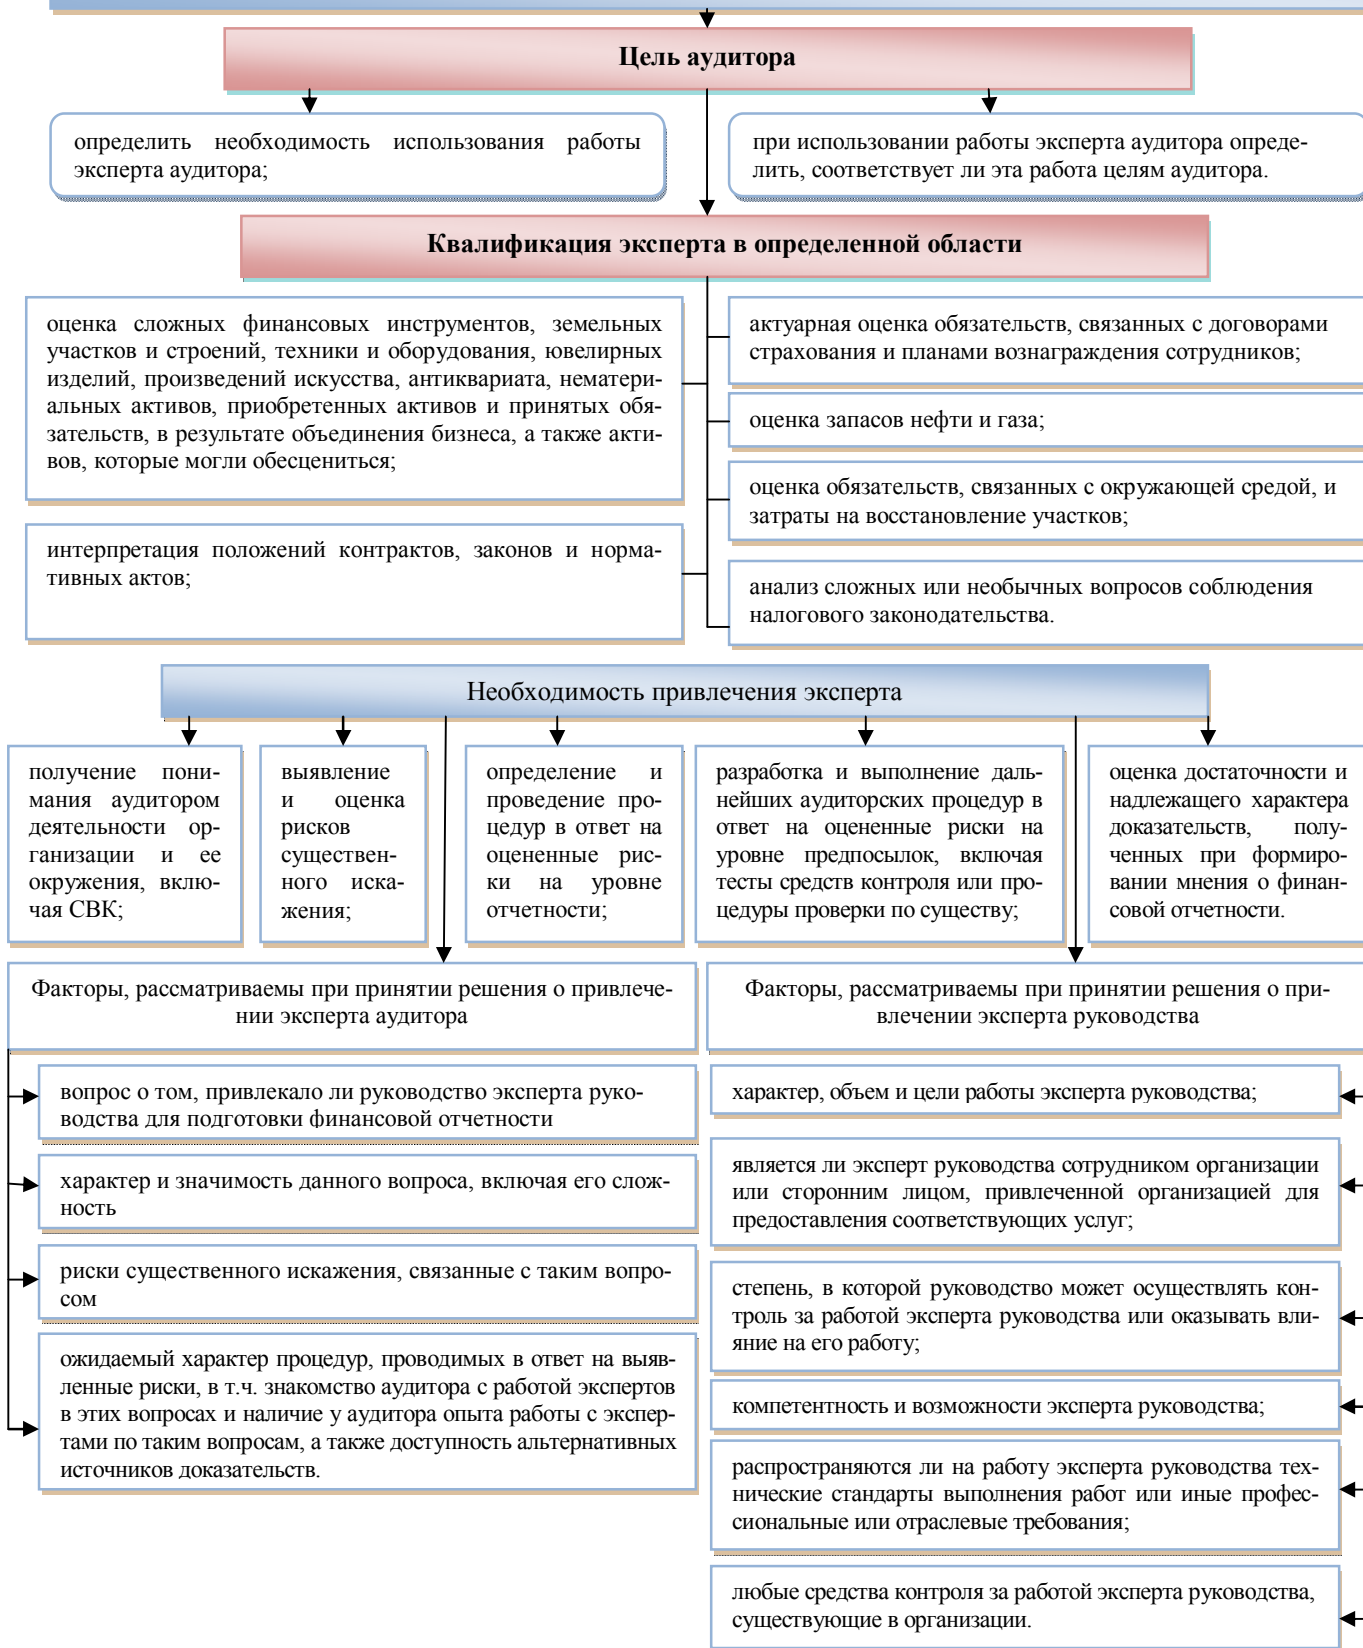 Цель аудитора
определить необходимость использования работы
эксперта аудитора;
при использовании работы эксперта аудитора опреде-
лить, соответствует ли эта работа целям аудитора.
Квалификация эксперта в определенной области
оценка сложных финансовых инструментов, земельных
участков и строений, техники и оборудования, ювелирных
изделий, произведений искусства, антиквариата, нематери-
альных активов, приобретенных активов и принятых обя-
зательств, в результате объединения бизнеса, а также акти-
вов, которые могли обесцениться;
интерпретация положений контрактов, законов и норма-
тивных актов;
актуарная оценка обязательств, связанных с договорами
страхования и планами вознаграждения сотрудников;
оценка запасов нефти и газа;
оценка обязательств, связанных с окружающей средой, и
затраты на восстановление участков;
анализ сложных или необычных вопросов соблюдения
налогового законодательства.
Необходимость привлечения эксперта
получение пони-
мания аудитором
деятельности ор-
ганизации и ее
окружения, вклю-
чая СВК;
выявление
и оценка
рисков
существен-
ного иска-
жения;
определение и
проведение про-
цедур в ответ на
оцененные рис-
ки на уровне
отчетности;
разработка и выполнение даль-
нейших аудиторских процедур в
ответ на оцененные риски на
уровне предпосылок, включая
тесты средств контроля или про-
цедуры проверки по существу;
оценка достаточности и
надлежащего характера
доказательств, полу-
ченных при формиро-
вании мнения о финан-
совой отчетности.
Факторы, рассматриваемы при принятии решения о привлече-
нии эксперта аудитора
вопрос о том, привлекало ли руководство эксперта руко-
водства для подготовки финансовой отчетности
характер и значимость данного вопроса, включая его слож-
ность
риски существенного искажения, связанные с таким вопро-
сом
ожидаемый характер процедур, проводимых в ответ на выяв-
ленные риски, в т.ч. знакомство аудитора с работой экспертов
в этих вопросах и наличие у аудитора опыта работы с экспер-
тами по таким вопросам, а также доступность альтернативных
источников доказательств.
Факторы, рассматриваемы при принятии решения о при-
влечении эксперта руководства
характер, объем и цели работы эксперта руководства;
является ли эксперт руководства сотрудником организации
или сторонним лицом, привлеченной организацией для
предоставления соответствующих услуг;
степень, в которой руководство может осуществлять кон-
троль за работой эксперта руководства или оказывать вли-
яние на его работу;
компетентность и возможности эксперта руководства;
распространяются ли на работу эксперта руководства тех-
нические стандарты выполнения работ или иные профес-
сиональные или отраслевые требования;
любые средства контроля за работой эксперта руководства,
существующие в организации.